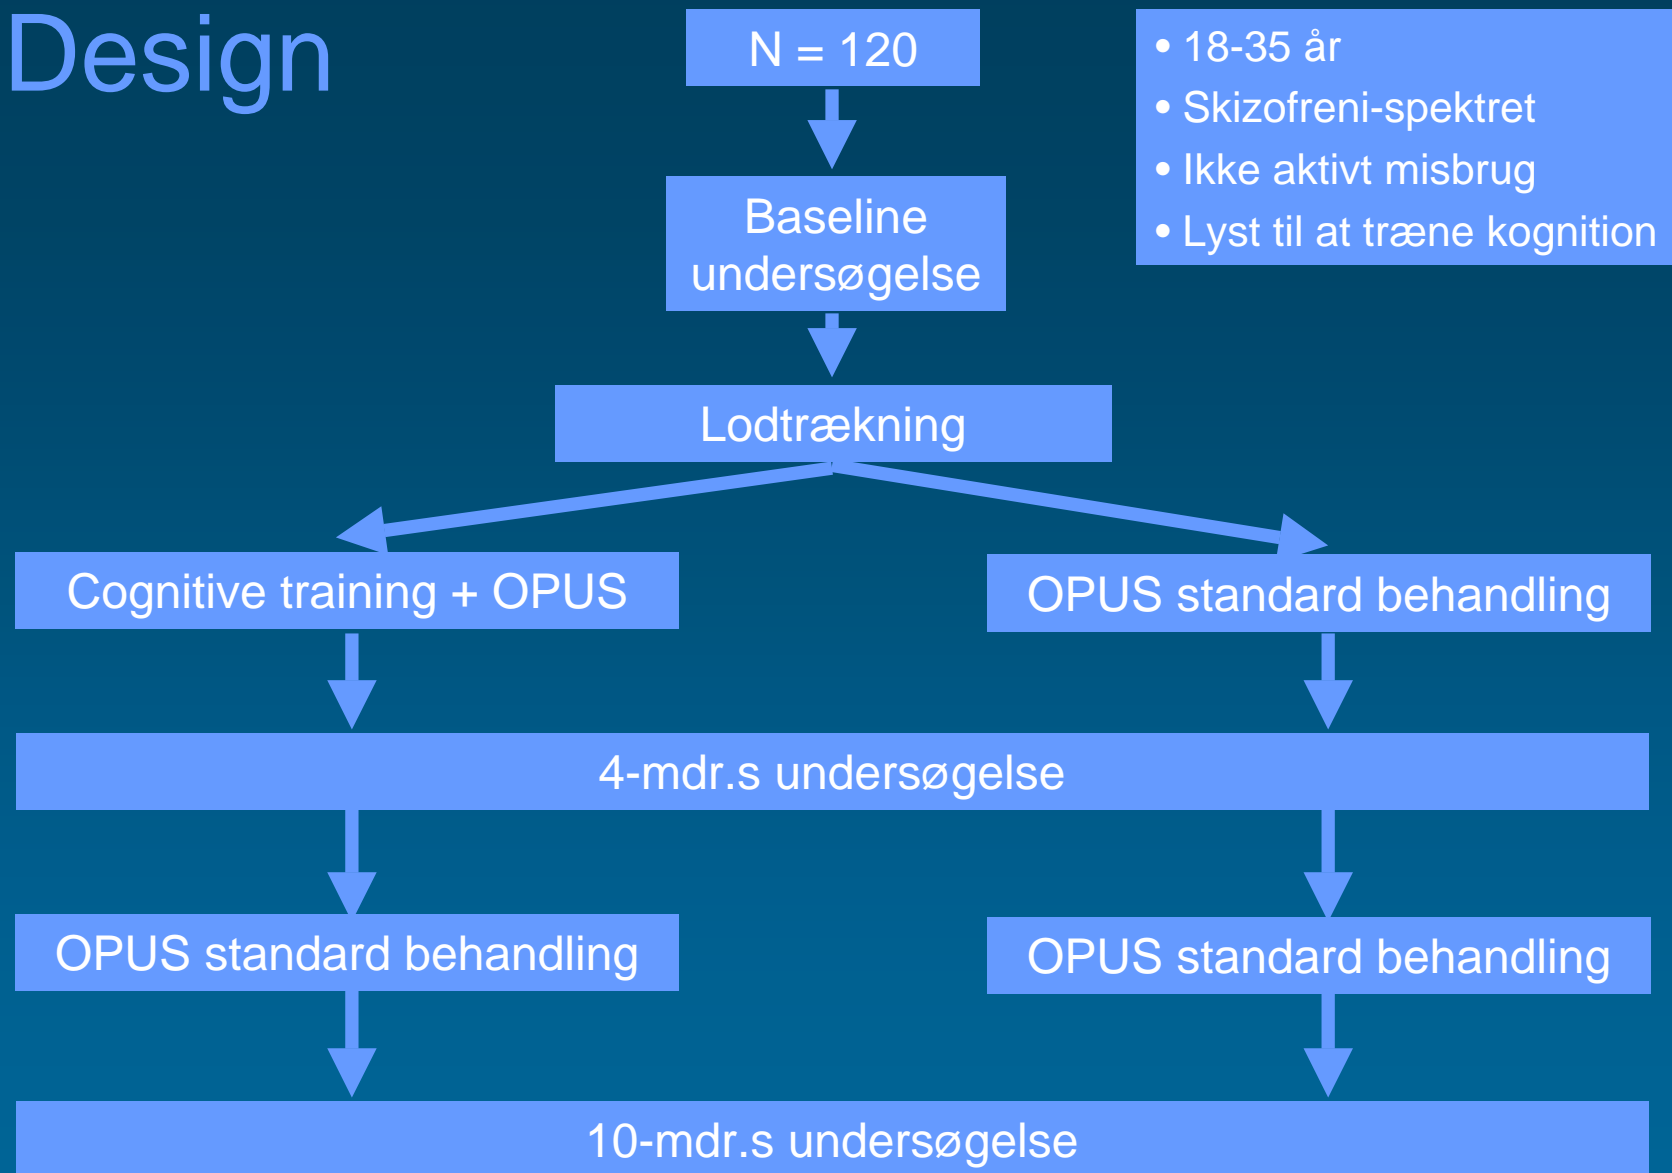 Design
N = 120
• 18-35 år
• Skizofreni-spektret
• Ikke aktivt misbrug
• Lyst til at træne kognition
Baseline
undersøgelse
Lodtrækning
Cognitive training + OPUS
OPUS standard behandling
4-mdr.s undersøgelse
OPUS standard behandling
OPUS standard behandling
10-mdr.s undersøgelse